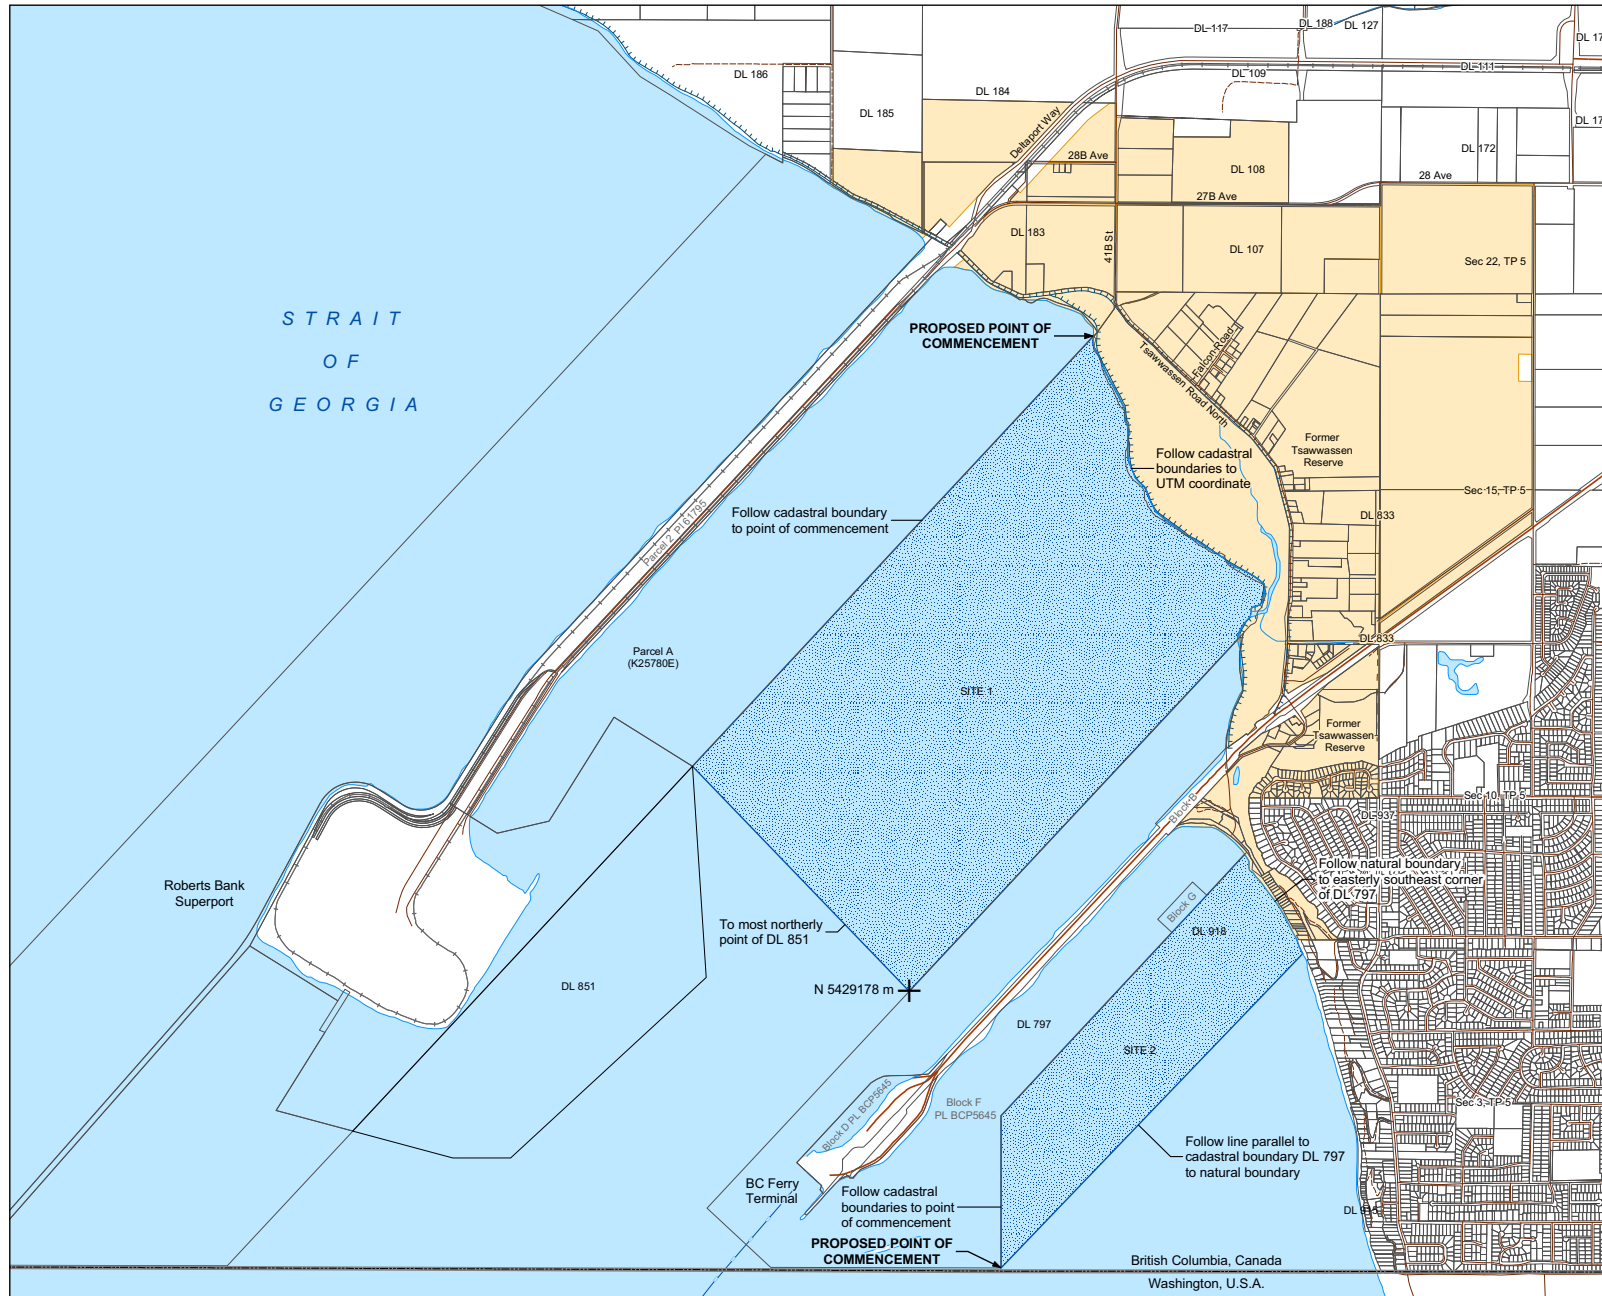 DL 117
DL 188
DL 127
DL 17
DL 186
DL 109
DL 111
DL 184
DL 185
DL 17
Deltaport Way
28B Ave
DL 172
DL 108
28 Ave
27B Ave
DL 183
41B St
DL 107
Sec 22, TP 5
STRAIT
OF
GEORGIA
PROPOSED POINT OF
COMMENCEMENT
Tsawwassen Road North
Falcon Road
Former
Tsawwassen
Reserve
Follow cadastral
boundaries to
UTM coordinate
Sec 15, TP 5
DL 833
Follow cadastral boundary
to point of commencement
Parcel 2 Pl 61795
DL 833
Parcel A
(K25780E)
SITE 1
Former
Tsawwassen
Reserve
Block B
Sec 10, TP 5
DL 937
Follow natural boundary
to easterly southeast corner
of DL 797
Roberts Bank
Superport
Block G
DL 918
To most northerly
point of DL 851
DL 851
N 5429178 m
DL 797
SITE 2
Block D PL BCP5645
Block F
PL BCP5645
Sec 3, TP 5
Follow line parallel to
cadastral boundary DL 797
to natural boundary
BC Ferry
Terminal
Follow cadastral
boundaries to point
of commencement
DL 915
PROPOSED POINT OF
COMMENCEMENT
British Columbia, Canada
Washington, U.S.A.